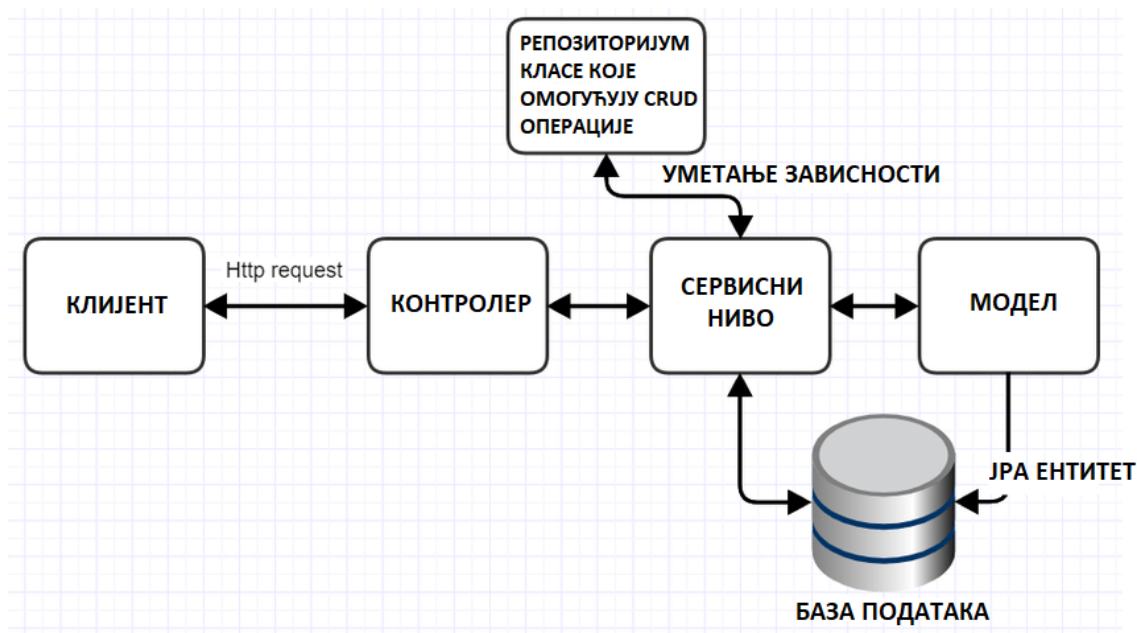 РЕПОЗИТОРИЈУМ
КЛАСЕ КОЈЕ
ОМОГУЋУЈУ CRUD
ОПЕРАЦИЈЕ
УМЕТАЊЕ ЗАВИСНОСТИ
КЛИЈЕНТ
Http request
КОНТРОЛЕР
СЕРВИСНИ
НИВО
МОДЕЛ
JPA ЕНТИТЕТ
БАЗА ПОДАТАКА